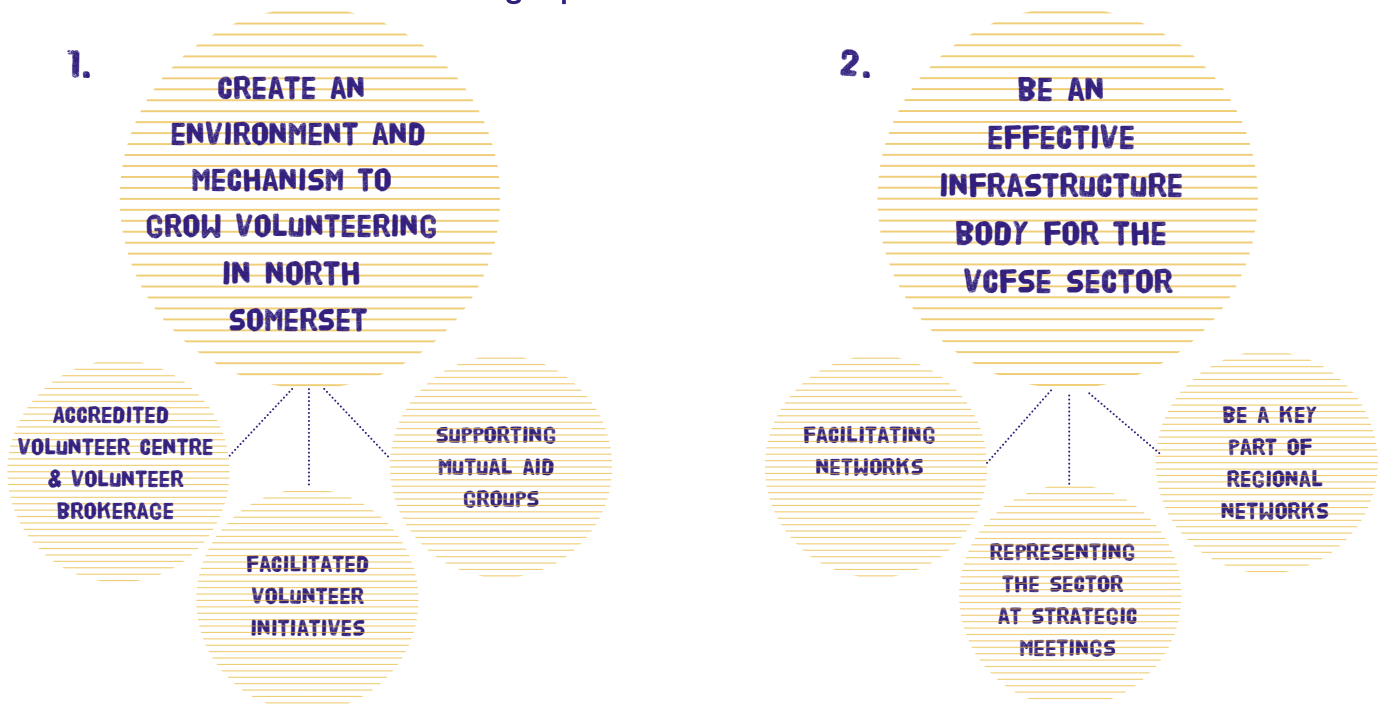 1.
CREATE AN
ENVIRONMENT AND
MECHANISM TO
GROW VOLUNTEERING
IN NORTH
SOMERSET
ACCREDITED
VOLUNTEER CENTRE
& VOLUNTEER
BROKERAGE
FACILITATED
VOLUNTEER
INITIATIVES
SUPPORTING
MUTUAL AID
GROUPS
2.
BE AN
EFFECTIVE
INFRASTRUCTURE
BODY FOR THE
VCFSE SECTOR
FACILITATING
NETWORKS
REPRESENTING
THE SECTOR
AT STRATEGIC
MEETINGS
BE A KEY
PART OF
REGIONAL
NETWORKS